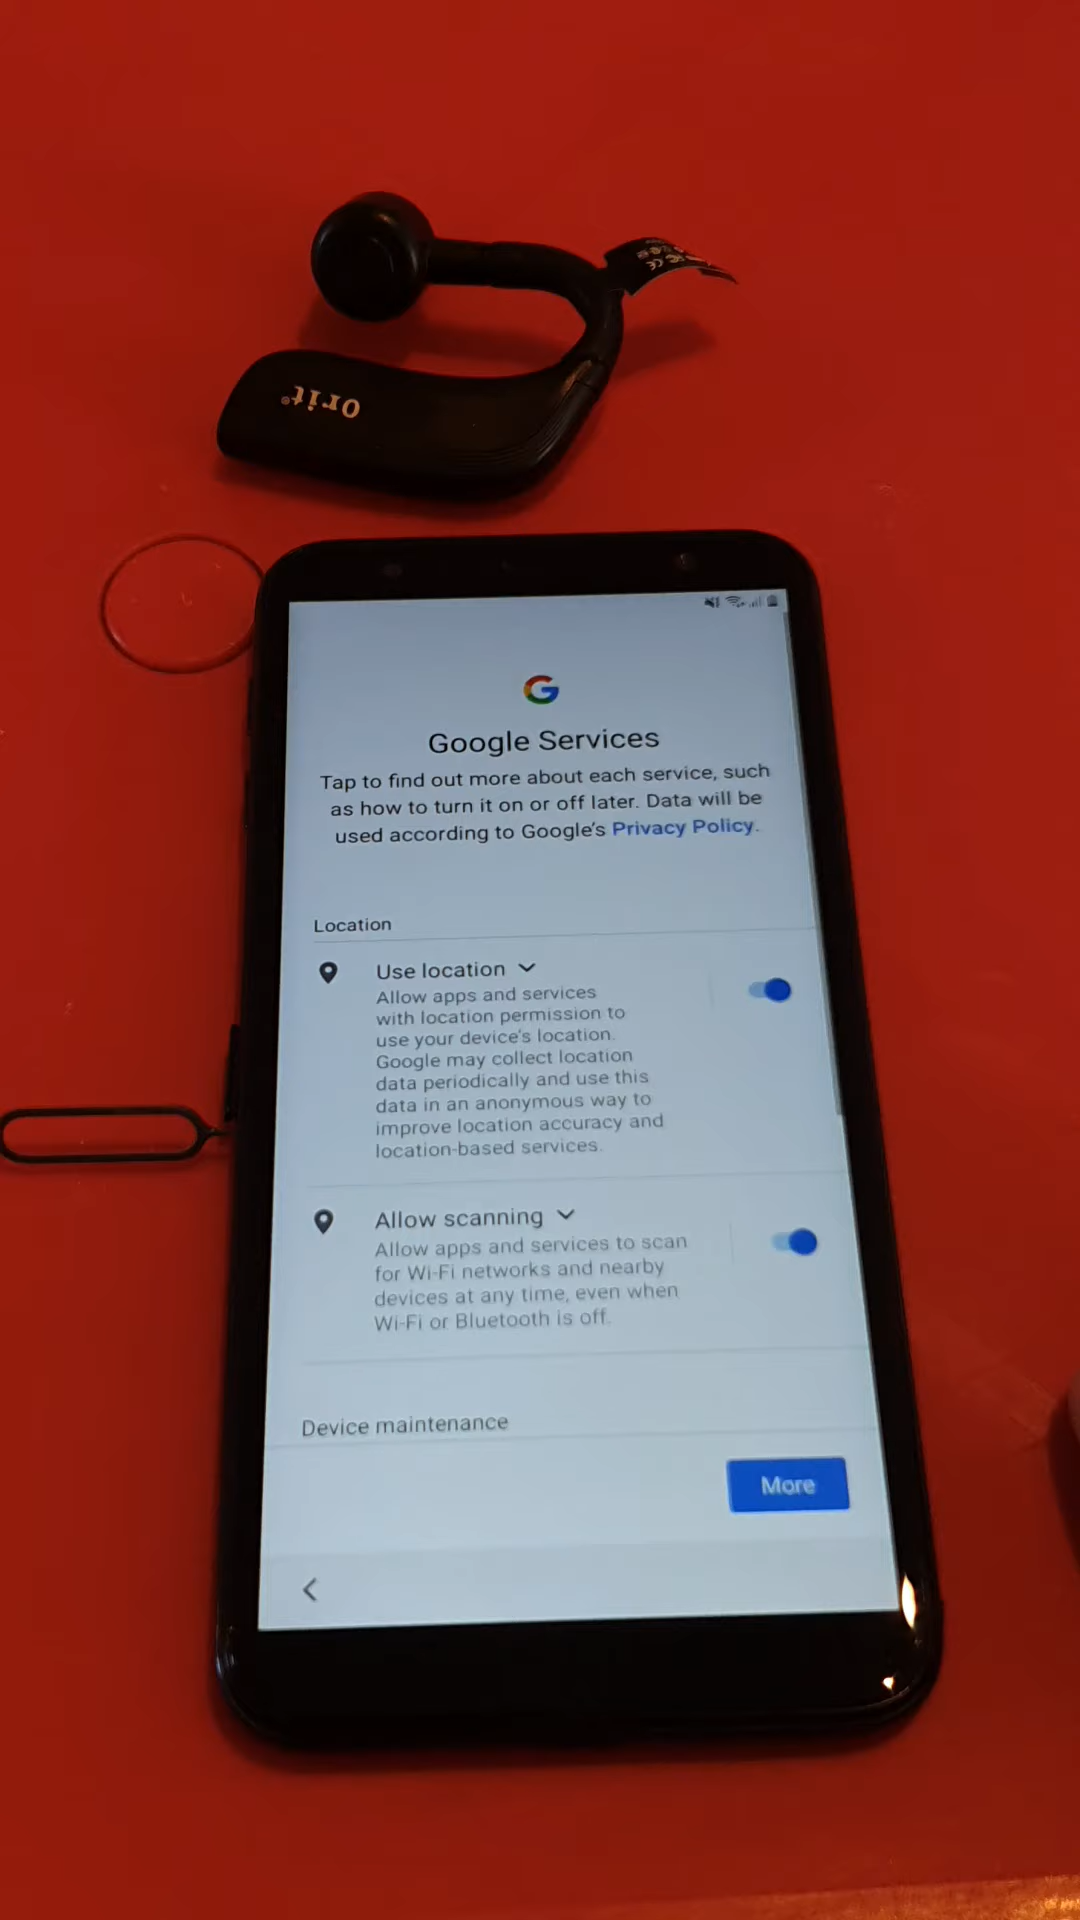 Orit®
Google Services
Tap to find out more about each service, such
as how to turn it on or off later. Data will be
used according to Google's Privacy Policy.
Location
Use location
Allow apps and services
with location permission to
use your device's location.
Google may collect location
data periodically and use this
data in an anonymous way to
improve location accuracy and
location-based services.
Allow scanning
Allow apps and services to scan
for Wi-Fi networks and nearby
devices at any time, even when
Wi-Fi or Bluetooth is off.
Device maintenance
More